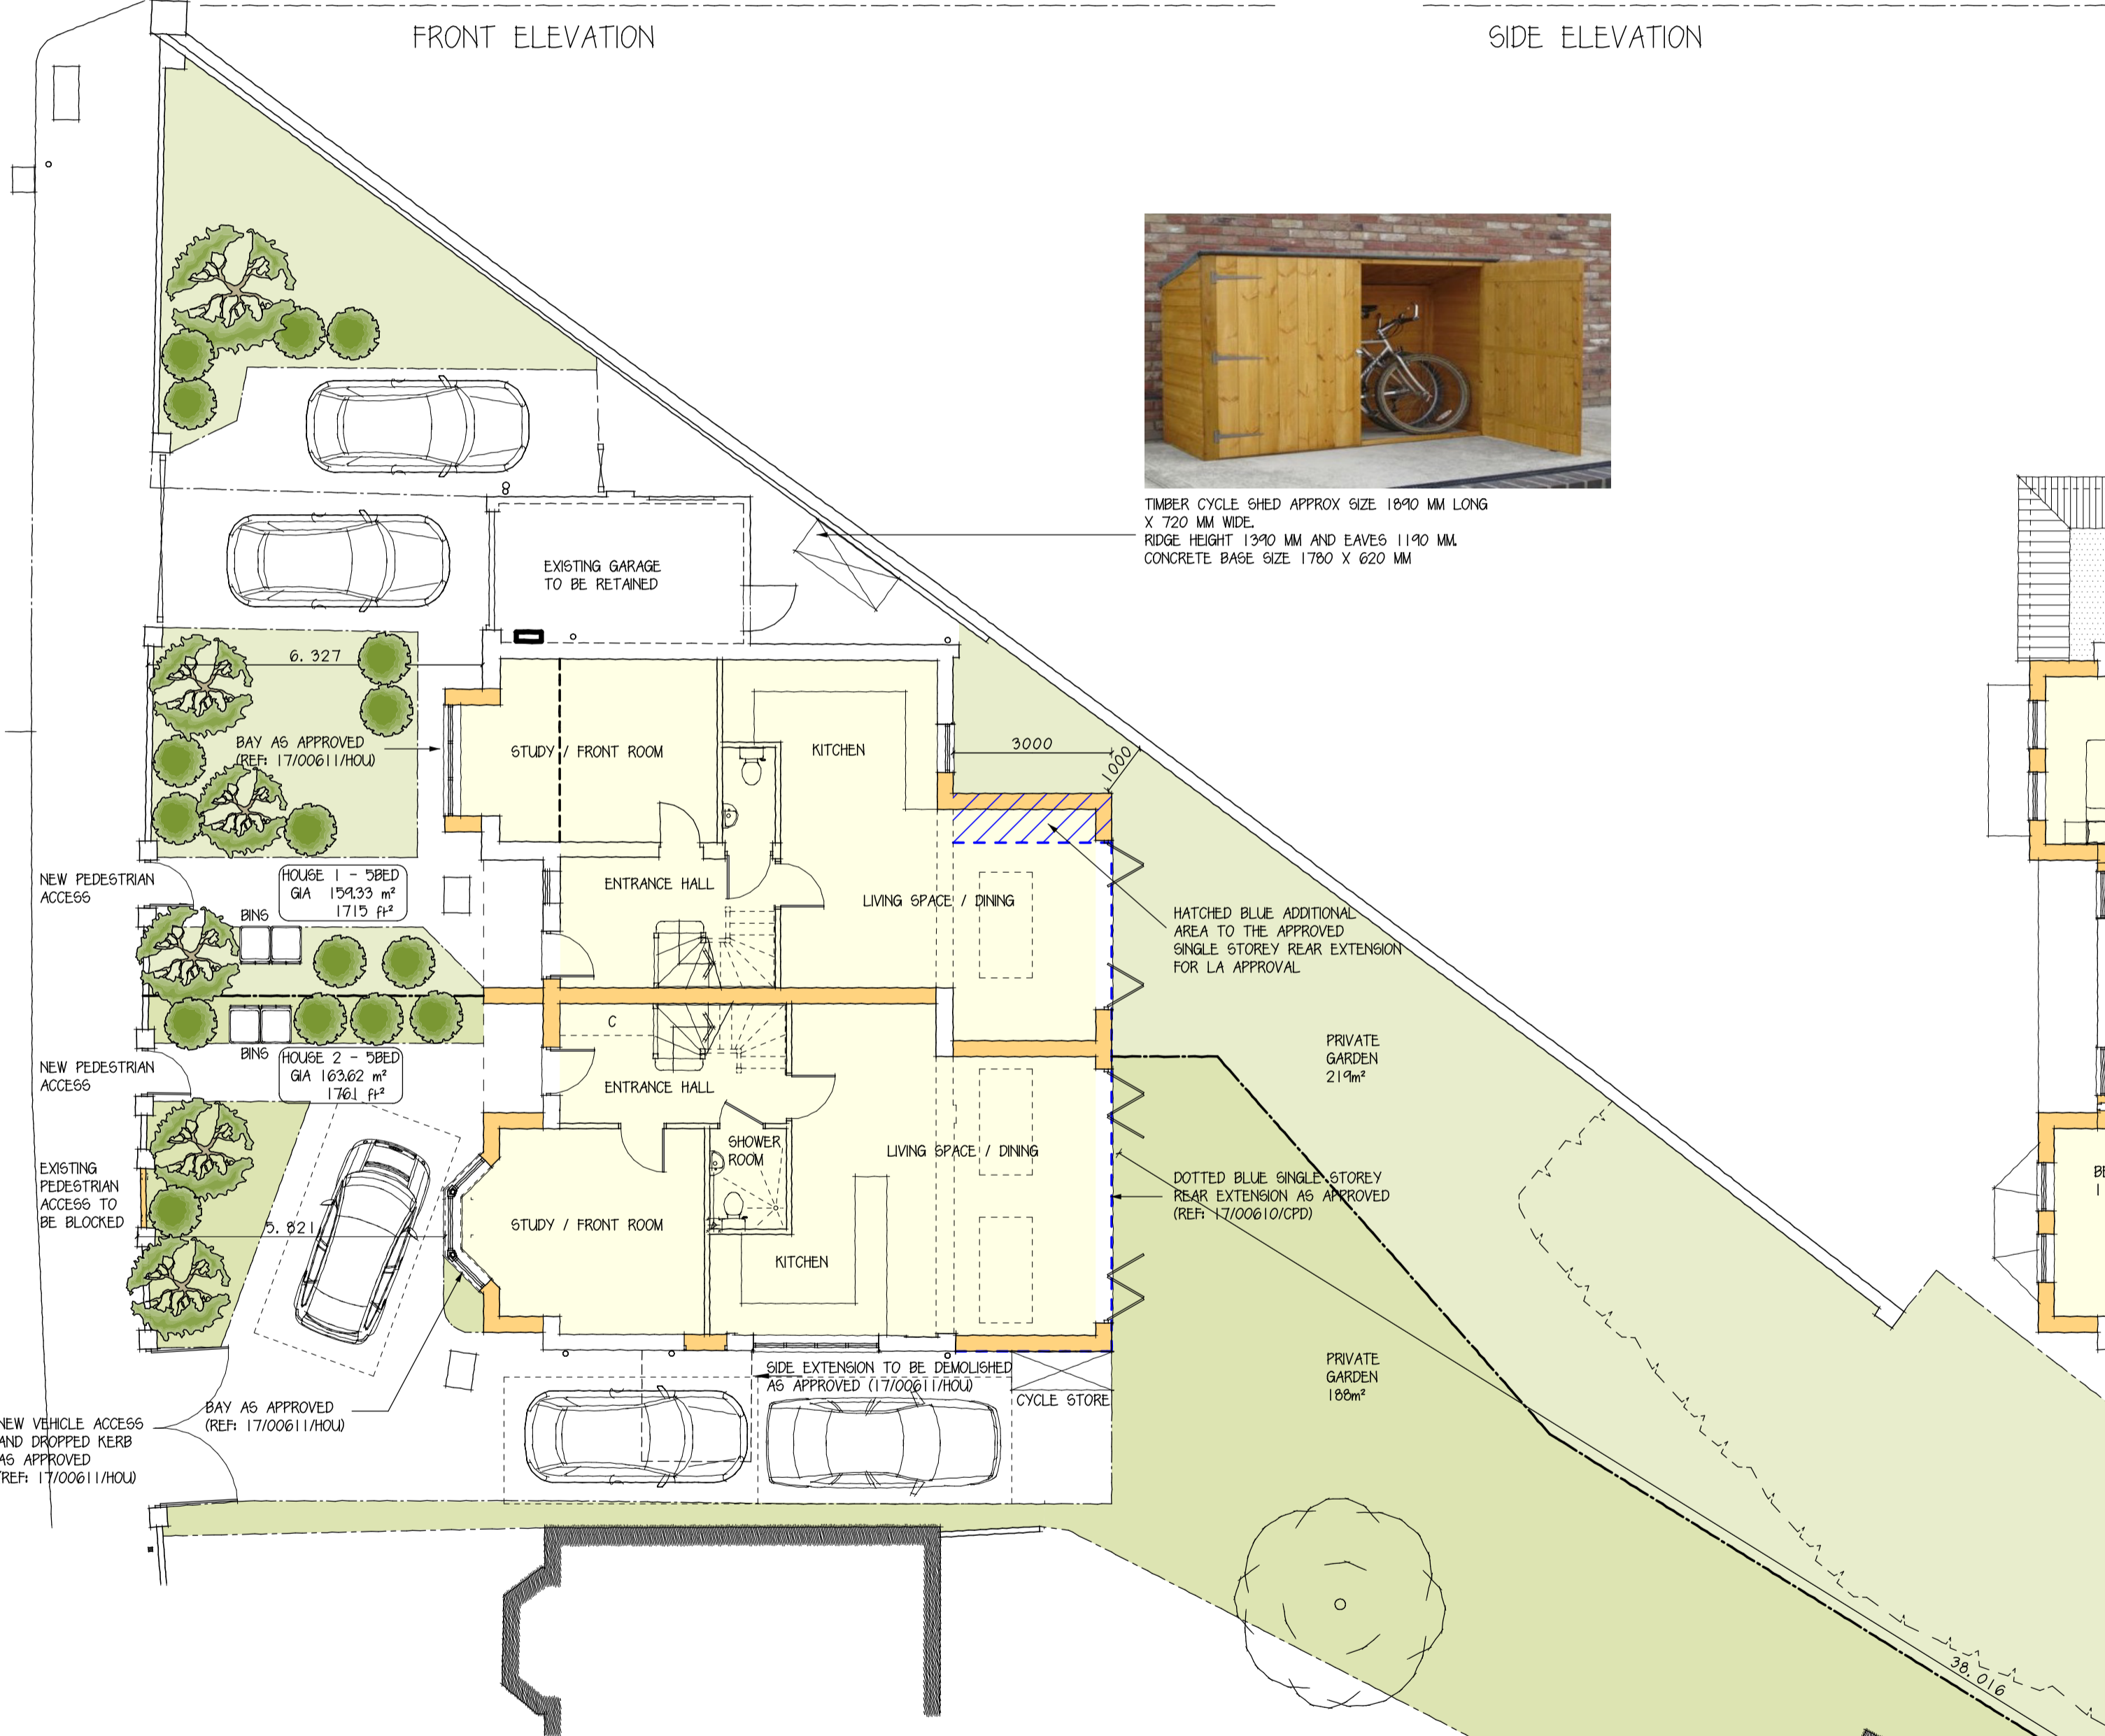 FRONT ELEVATION
SIDE ELEVATION
TIMBER CYCLE SHED APPROX SIZE 1890 MM LONG
X 720 MM WIDE.
RIDGE HEIGHT 1390 MM AND EAVES 1190 MM.
CONCRETE BASE SIZE 1780 X 620 MM
EXISTING GARAGE
TO BE RETAINED
6.327
BAY AS APPROVED
(REF: 17/00611/HOU)
STUDY / FRONT ROOM
KITCHEN
3000
1000
NEW PEDESTRIAN
ACCESS
HOUSE 1 - 5BED
GIA 159.33 m²
1715 ft²
BINS
ENTRANCE HALL
LIVING SPACE / DINING
HATCHED BLUE ADDITIONAL
AREA TO THE APPROVED
SINGLE STOREY REAR EXTENSION
FOR LA APPROVAL
C
BINS
NEW PEDESTRIAN
ACCESS
HOUSE 2 - 5BED
GIA 163.62 m²
1761 ft²
ENTRANCE HALL
PRIVATE
GARDEN
219m²
SHOWER
ROOM
LIVING SPACE / DINING
EXISTING
PEDESTRIAN
ACCESS TO
BE BLOCKED
5.821
STUDY / FRONT ROOM
KITCHEN
DOTTED BLUE SINGLE STOREY
REAR EXTENSION AS APPROVED
(REF: 17/00610/CPD)
PRIVATE
GARDEN
188m²
SIDE EXTENSION TO BE DEMOLISHED
AS APPROVED (17/00611/HOU)
CYCLE STORE
BAY AS APPROVED
(REF: 17/00611/HOU)
NEW VEHICLE ACCESS
AND DROPPED KERB
AS APPROVED
REF: 17/00611/HOU)
38.016